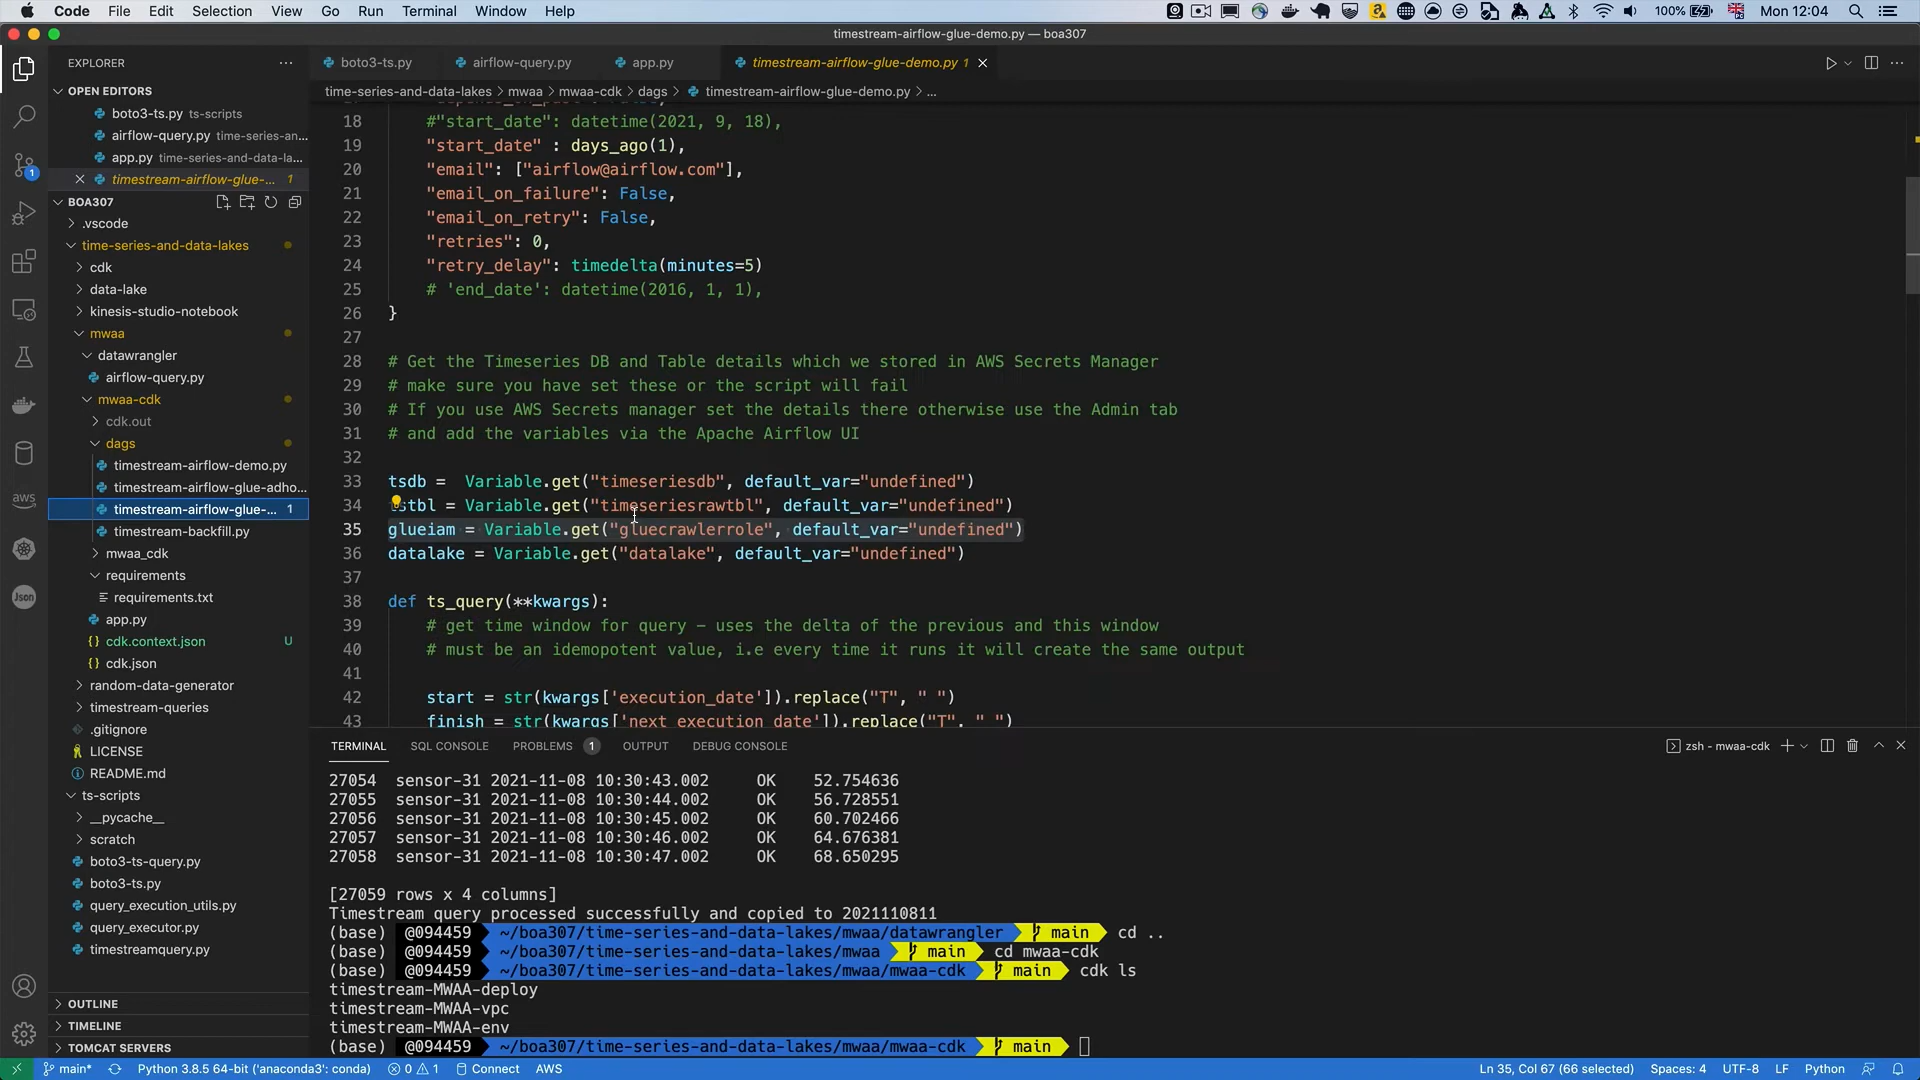 Code File Edit Selection View Go Run Terminal Window Help
100% Mon 12:04
timestream-airflow-glue-demo.py — boa307
EXPLORER
OPEN EDITORS
boto3-ts.py ts-scripts
airflow-query.py time-series-an...
app.py time-series-and-data-la...
timestream-airflow-glue-... 1
BOA307
.vscode
time-series-and-data-lakes
cdk
data-lake
kinesis-studio-notebook
mwaa
datawrangler
airflow-query.py
mwaa-cdk
cdk.out
dags
timestream-airflow-demo.py
timestream-airflow-glue-adho...
timestream-airflow-glue-... 1
timestream-backfill.py
mwaa_cdk
requirements
requirements.txt
app.py
cdk.context.json U
cdk.json
random-data-generator
timestream-queries
.gitignore
LICENSE
README.md
ts-scripts
__pycache__
scratch
boto3-ts-query.py
boto3-ts.py
query_execution_utils.py
query_executor.py
timestreamquery.py
OUTLINE
TIMELINE
TOMCAT SERVERS
1
aws
Json
boto3-ts.py airflow-query.py app.py timestream-airflow-glue-demo.py 1
time-series-and-data-lakes > mwaa > mwaa-cdk > dags > timestream-airflow-glue-demo.py > ...
18 #"start_date": datetime(2021, 9, 18),
19 "start_date" : days_ago(1),
20 "email": ["airflow@airflow.com"],
21 "email_on_failure": False,
22 "email_on_retry": False,
23 "retries": 0,
24 "retry_delay": timedelta(minutes=5)
25 # 'end_date': datetime(2016, 1, 1),
26 }
27
28 # Get the Timeseries DB and Table details which we stored in AWS Secrets Manager
29 # make sure you have set these or the script will fail
30 # If you use AWS Secrets manager set the details there otherwise use the Admin tab
31 # and add the variables via the Apache Airflow UI
32
33 tsdb = Variable.get("timeseriesdb", default_var="undefined")
34 tstbl = Variable.get("timeseriesrawtbl", default_var="undefined")
35 glueiam = Variable.get("gluecrawlerrole", default_var="undefined")
36 datalake = Variable.get("datalake", default_var="undefined")
37
38 def ts_query(**kwargs):
39 # get time window for query – uses the delta of the previous and this window
40 # must be an idemopotent value, i.e every time it runs it will create the same output
41
42 start = str(kwargs['execution_date']).replace("T", " ")
43 finish = str(kwargs['next_execution_date']).replace("T", " ")
TERMINAL SQL CONSOLE PROBLEMS 1 OUTPUT DEBUG CONSOLE
zsh - mwaa-cdk
27054 sensor-31 2021-11-08 10:30:43.002 OK 52.754636
27055 sensor-31 2021-11-08 10:30:44.002 OK 56.728551
27056 sensor-31 2021-11-08 10:30:45.002 OK 60.702466
27057 sensor-31 2021-11-08 10:30:46.002 OK 64.676381
27058 sensor-31 2021-11-08 10:30:47.002 OK 68.650295
[27059 rows x 4 columns]
Timestream query processed successfully and copied to 2021110811
(base) @094459 ~/boa307/time-series-and-data-lakes/mwaa/datawrangler main cd ..
(base) @094459 ~/boa307/time-series-and-data-lakes/mwaa main cd mwaa-cdk
(base) @094459 ~/boa307/time-series-and-data-lakes/mwaa/mwaa-cdk main cdk ls
timestream-MWAA-deploy
timestream-MWAA-vpc
timestream-MWAA-env
(base) @094459 ~/boa307/time-series-and-data-lakes/mwaa/mwaa-cdk main
main* Python 3.8.5 64-bit ('anaconda3': conda) 0 1 Connect AWS
Ln 35, Col 67 (66 selected) Spaces: 4 UTF-8 LF Python